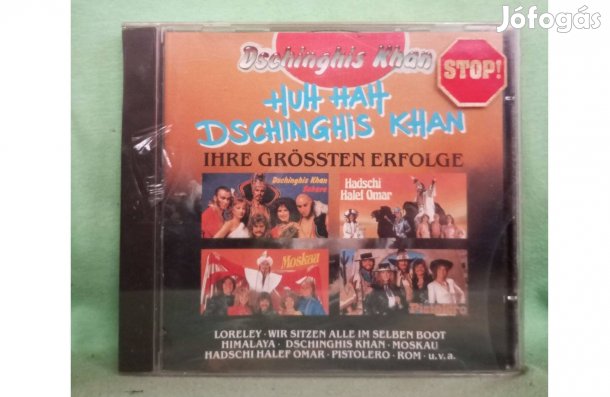 Jófogás
Dschinghis Khan
STOP!
HUH HAH
DSCHINGHIS KHAN
IHRE GRÖSSTEN ERFOLGE
Dschinghis Khan
Sahara
Hadschi
Halef Omar
Moskau
LORELEY · WIR SITZEN ALLE IM SELBEN BOOT
HIMALAYA · DSCHINGHIS KHAN · MOSKAU
HADSCHI HALEF OMAR · PISTOLERO · ROM · u.v.a.